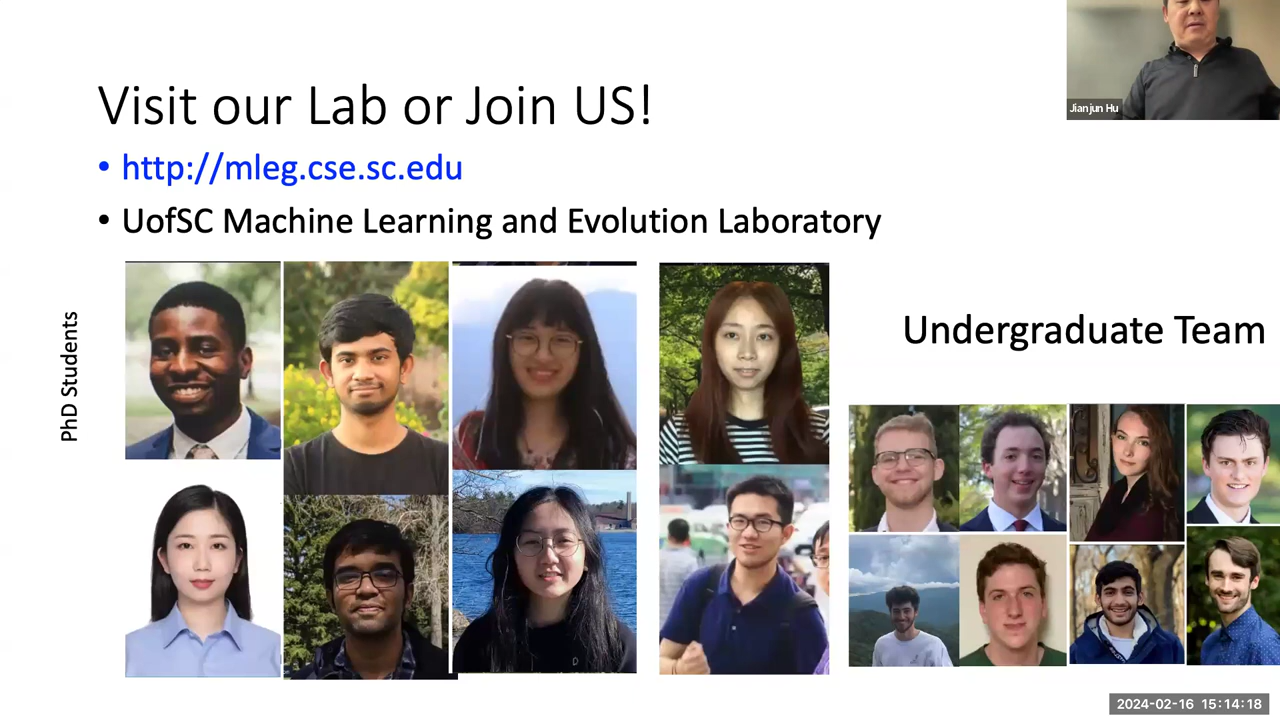 Jianjun Hu
Visit our Lab or Join US!
• http://mleg.cse.sc.edu
• UofSC Machine Learning and Evolution Laboratory
PhD Students
Undergraduate Team
2024-02-16 15:14:18